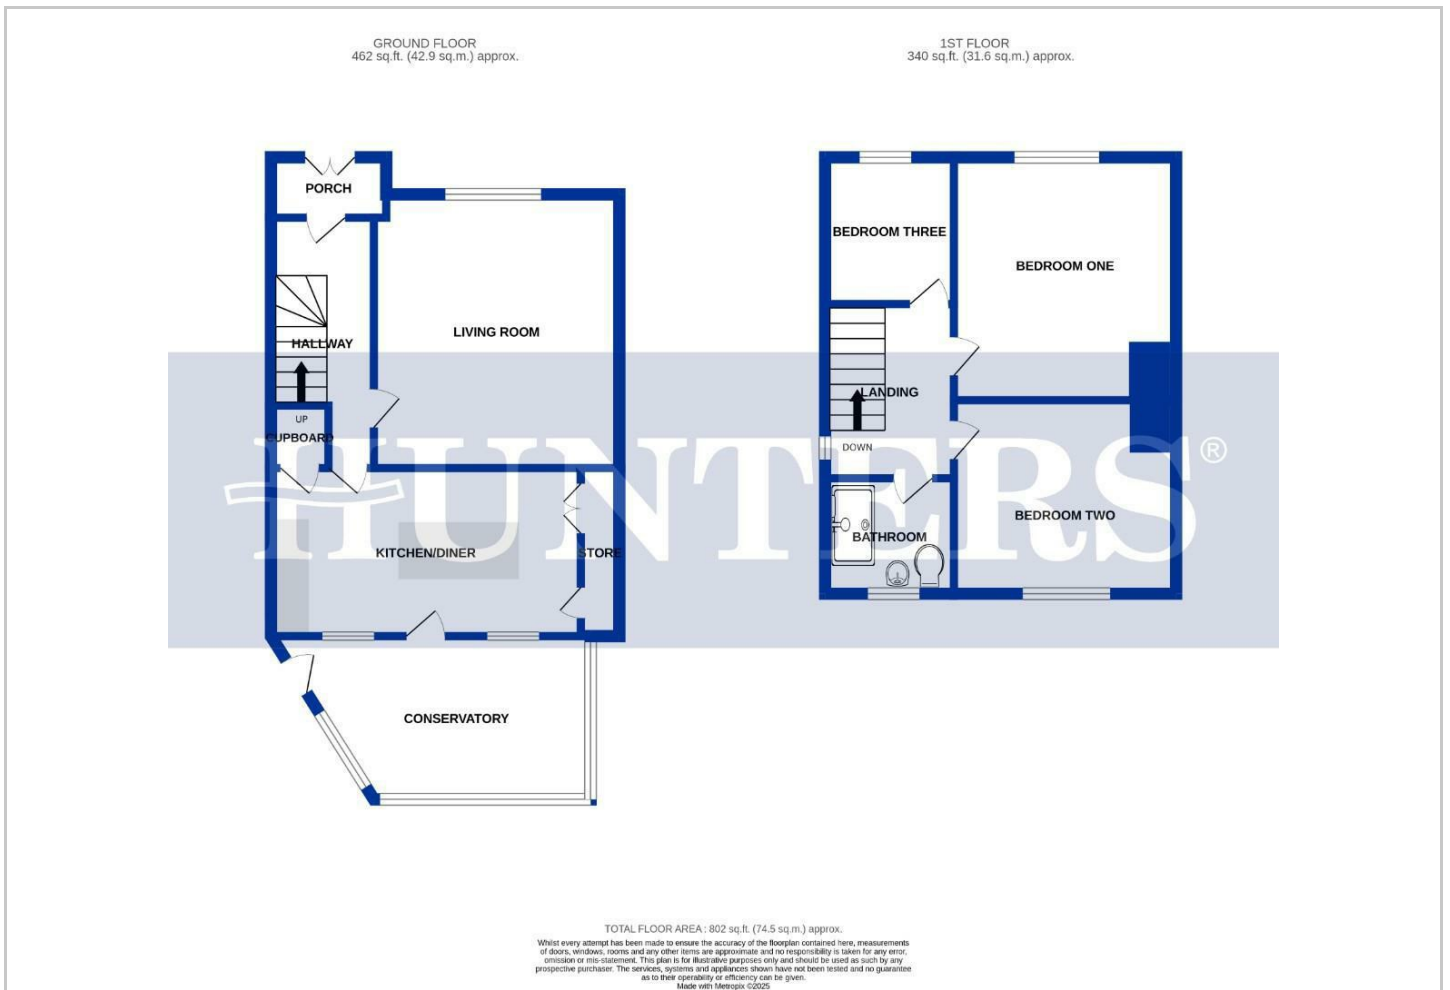 GROUND FLOOR
462 sq.ft. (42.9 sq.m.) approx.
1ST FLOOR
340 sq.ft. (31.6 sq.m.) approx.
PORCH
LIVING ROOM
HALLWAY
UP
CUPBOARD
KITCHEN/DINER
STORE
CONSERVATORY
BEDROOM THREE
BEDROOM ONE
LANDING
DOWN
BATHROOM
BEDROOM TWO
HUNTERS®
TOTAL FLOOR AREA : 802 sq.ft. (74.5 sq.m.) approx.
Whilst every attempt has been made to ensure the accuracy of the floorplan contained here, measurements
of doors, windows, rooms and any other items are approximate and no responsibility is taken for any error,
omission or mis-statement. This plan is for illustrative purposes only and should be used as such by any
prospective purchaser. The services, systems and appliances shown have not been tested and no guarantee
as to their operability or efficiency can be given.
Made with Metropix ©2025